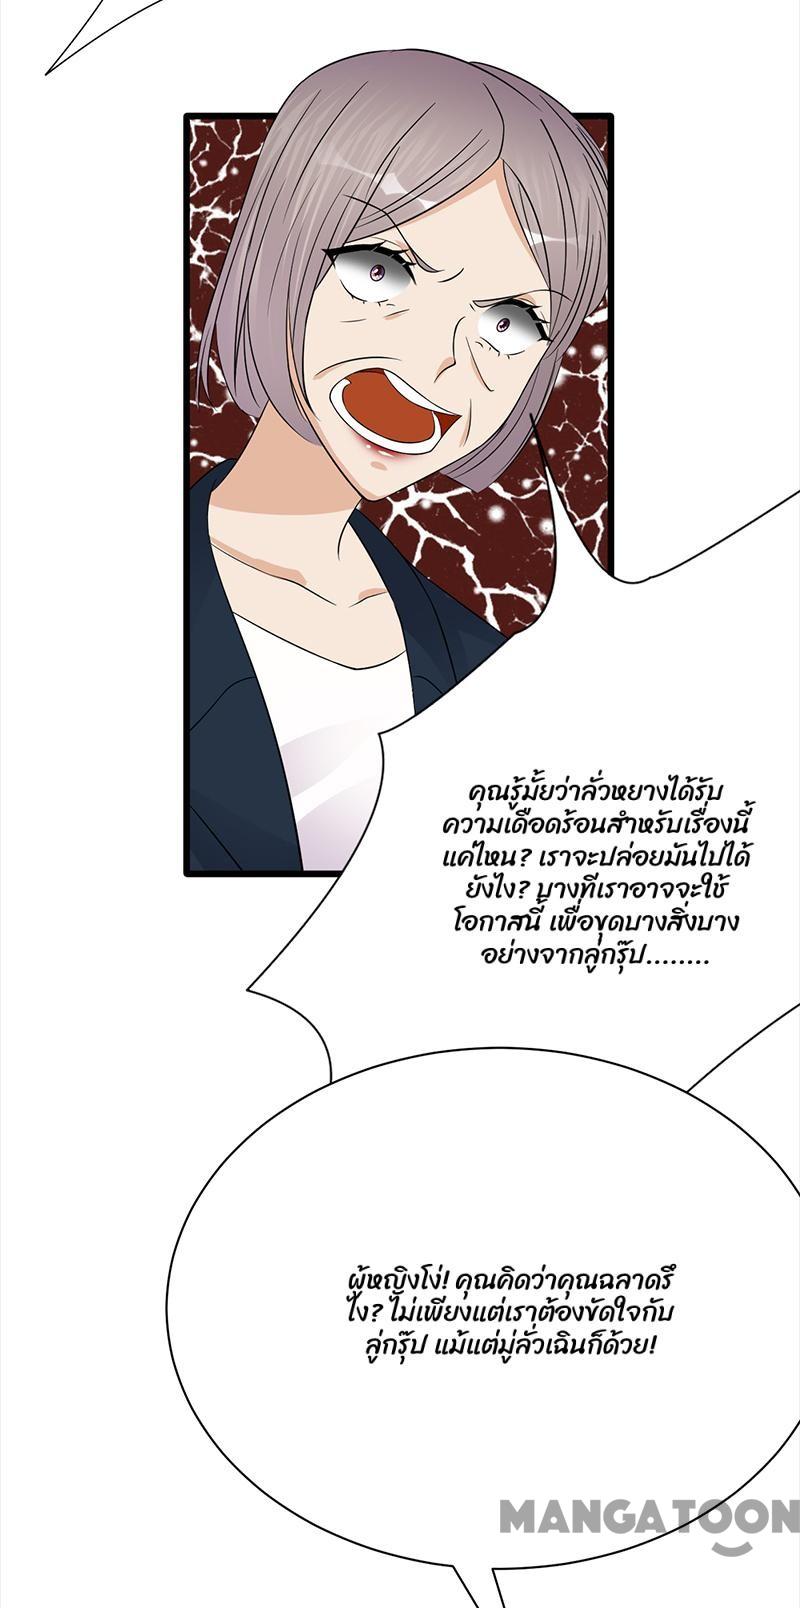 คุณรู้มั้ยว่าลั่วหยางได้รับ
ความเดือดร้อนสำหรับเรื่องนี้
แค่ไหน? เราจะปล่อยมันไปได้
ยังไง? บางทีเราอาจจะใช้
โอกาสนี้ เพื่อขุดบางสิ่งบาง
อย่างจากลู่กรุ๊ป........
ผู้หญิงโง่! คุณคิดว่าคุณฉลาดรึ
ไง? ไม่เพียงแต่เราต้องขัดใจกับ
ลู่กรุ๊ป แม้แต่มู่ลั่วเฉินก็ด้วย!
MANGATOON